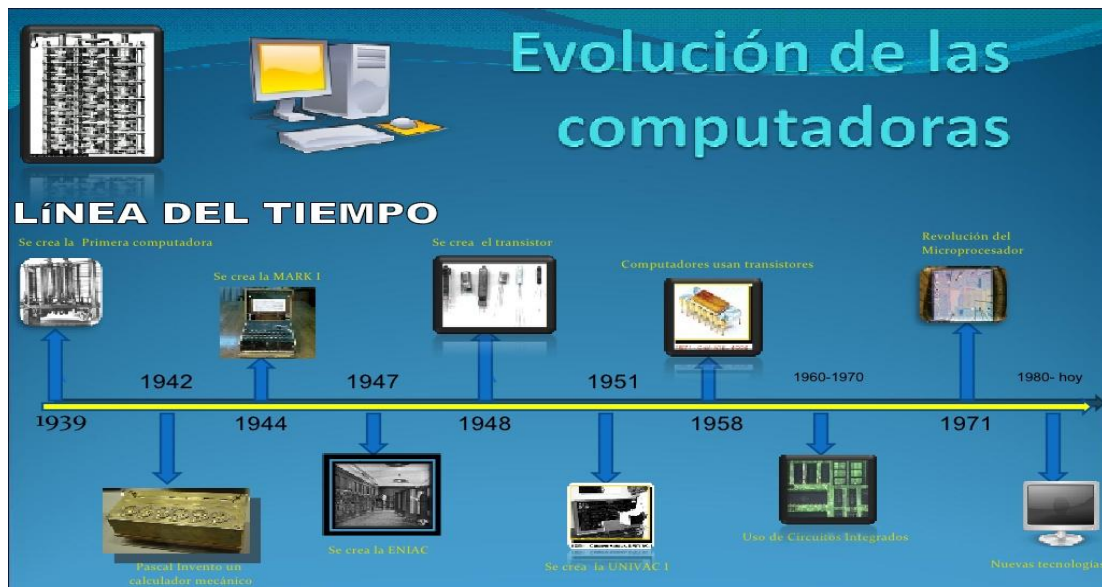 Evolución de las
computadoras
LíNEA DEL TIEMPO
Se crea la Primera computadora
Se crea la MARK I
Se crea el transistor
Computadores usan transistores
Revolución del
Microprocesador
1942
1947
1951
1960-1970
1980- hoy
1939
1944
1948
1958
1971
Pascal Invento un
calculador mecánico
Se crea la ENIAC
Se crea la UNIVAC I
Uso de Circuitos Integrados
Nuevas tecnologías